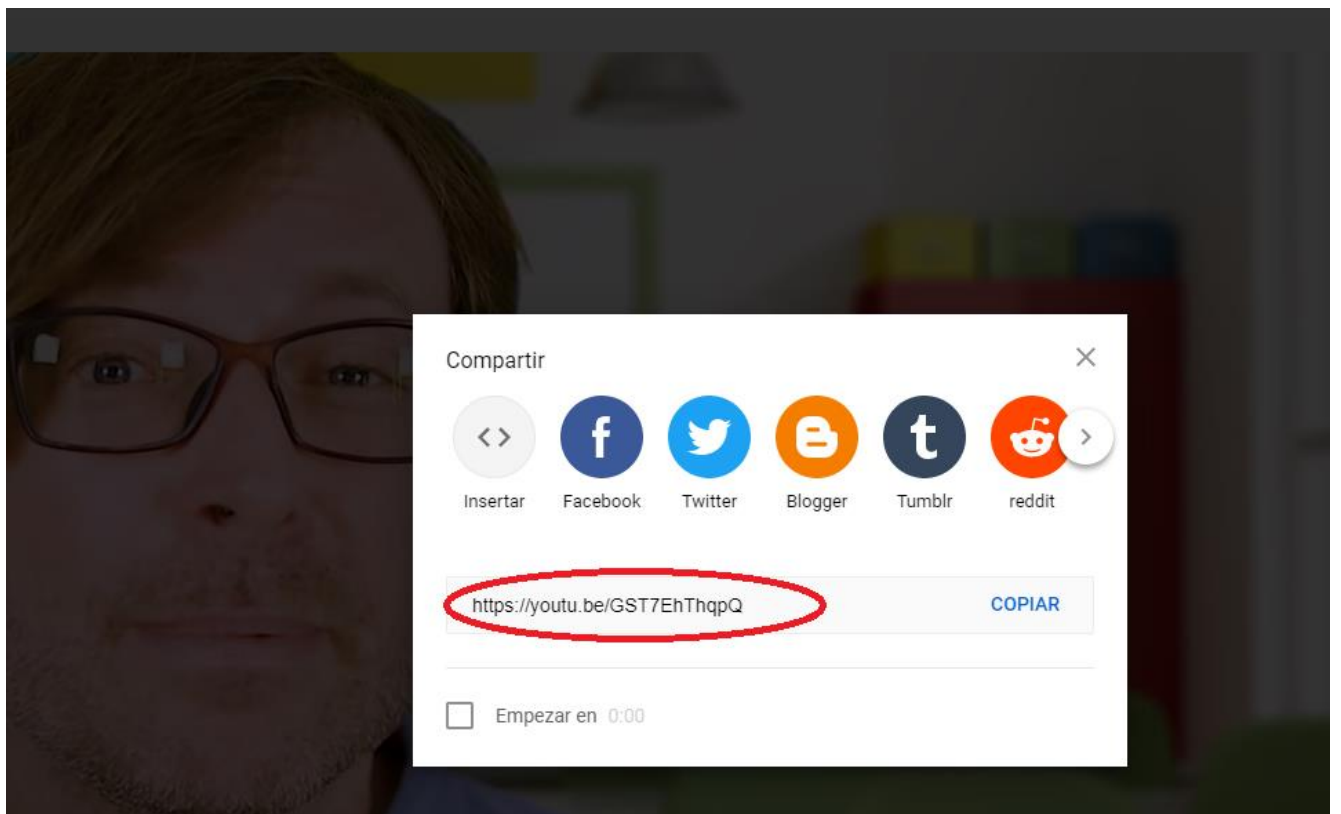 Compartir
Insertar Facebook Twitter Blogger Tumblr reddit
https://youtu.be/GST7EhThqpQ COPIAR
Empezar en 0:00